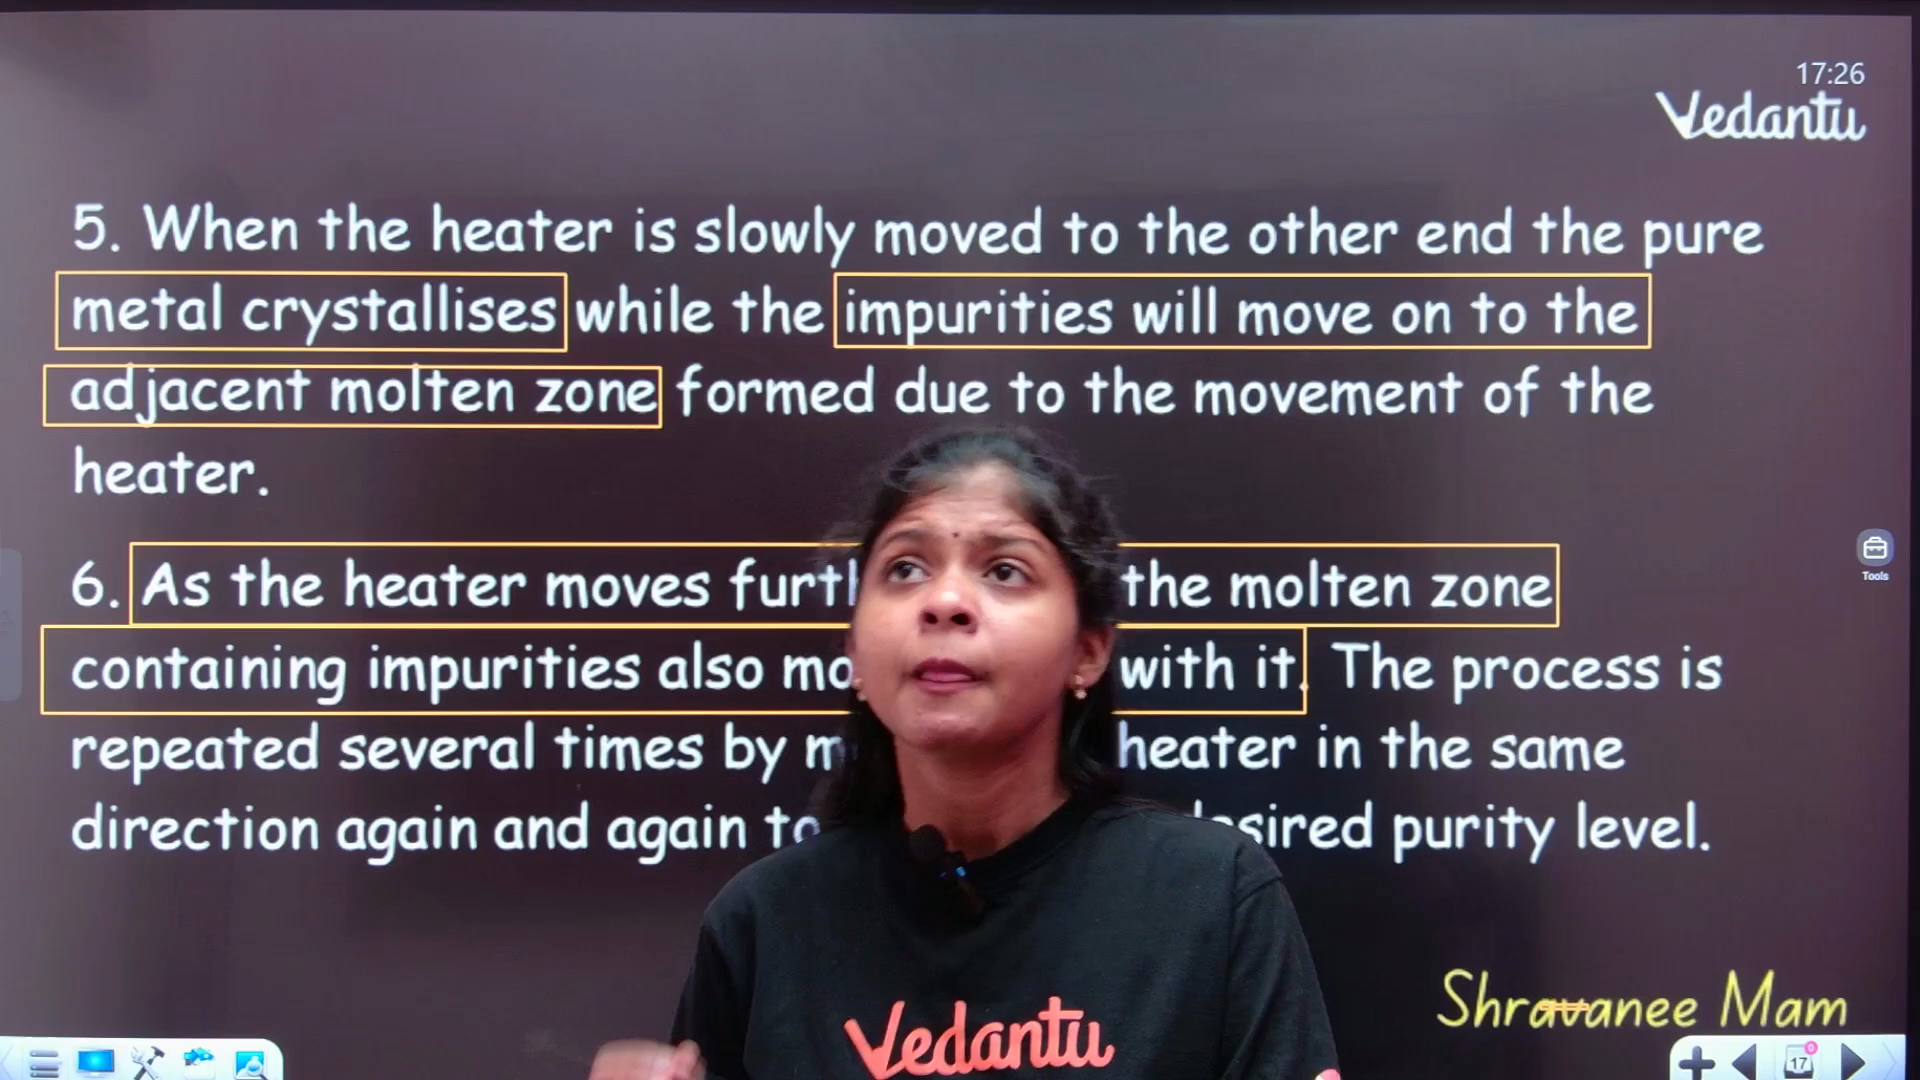 17:26
Vedantu
5. When the heater is slowly moved to the other end the pure
metal crystallises while the impurities will move on to the
adjacent molten zone formed due to the movement of the
heater.
6. As the heater moves the molten zone
containing impurities also with it. The process is
repeated several times by heater in the same
direction again and again to purity level.
Tools
Vedantu
Shravanee Mam
17
0